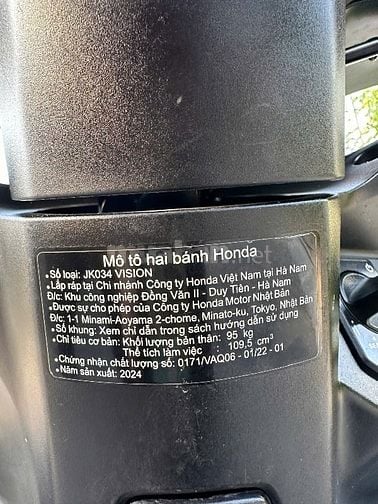 Mô tô hai bánh Honda
•Số loại: JK034 VISION
•Lắp ráp tại Chi nhánh Công ty Honda Việt Nam tại Hà Nam
Đ/c: Khu công nghiệp Đồng Văn II - Duy Tiên - Hà Nam
•Được sự cho phép của Công ty Honda Motor Nhật Bản
Đ/c: 1-1 Minami-Aoyama 2-chome, Minato-ku, Tokyo, Nhật Bản
•Số khung: Xem chỉ dẫn trong sách hướng dẫn sử dụng
•Chỉ tiêu cơ bản: Khối lượng bản thân: 95 kg
Thể tích làm việc : 109,5 cm³
•Chứng nhận chất lượng số: 0171/VAQ06 - 01/22 - 01
•Năm sản xuất: 2024